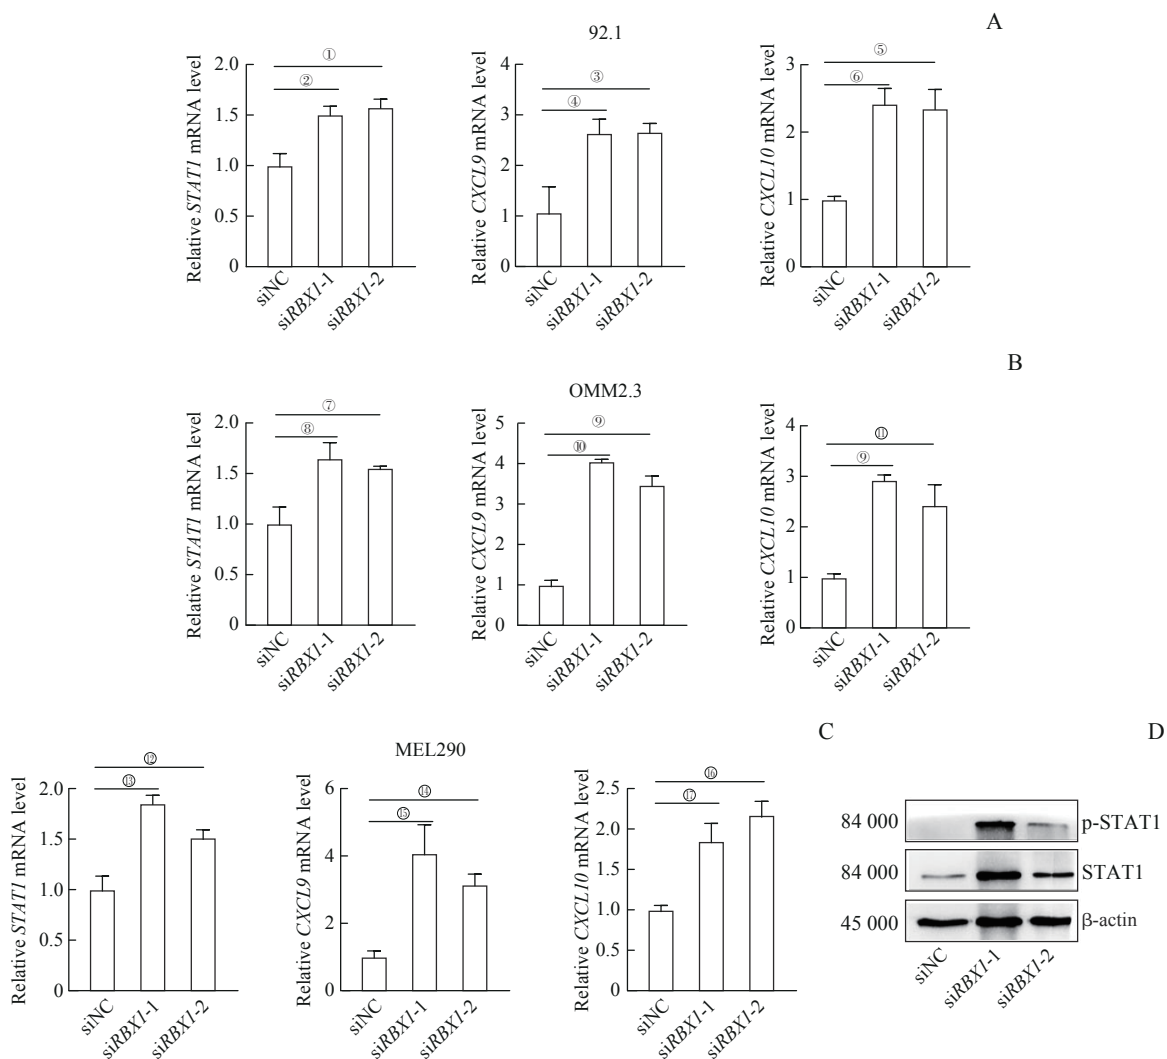 A
92.1
Relative STAT1 mRNA level
2.0
1.5
1.0
0.5
0
①
②
siNC
siRBX1-1
siRBX1-2
Relative CXCL9 mRNA level
4
3
2
1
0
③
④
siNC
siRBX1-1
siRBX1-2
Relative CXCL10 mRNA level
3
2
1
0
⑤
⑥
siNC
siRBX1-1
siRBX1-2
B
OMM2.3
Relative STAT1 mRNA level
2.0
1.5
1.0
0.5
0
⑦
⑧
siNC
siRBX1-1
siRBX1-2
Relative CXCL9 mRNA level
5
4
3
2
1
0
⑨
⑩
siNC
siRBX1-1
siRBX1-2
Relative CXCL10 mRNA level
4
3
2
1
0
⑪
⑨
siNC
siRBX1-1
siRBX1-2
C
MEL290
Relative STAT1 mRNA level
2.0
1.5
1.0
0.5
0
⑫
⑬
siNC
siRBX1-1
siRBX1-2
Relative CXCL9 mRNA level
6
4
2
0
⑭
⑮
siNC
siRBX1-1
siRBX1-2
Relative CXCL10 mRNA level
2.5
2.0
1.5
1.0
0.5
0
⑯
⑰
siNC
siRBX1-1
siRBX1-2
D
84 000 p-STAT1
84 000 STAT1
45 000 β-actin
siNC
siRBX1-1
siRBX1-2